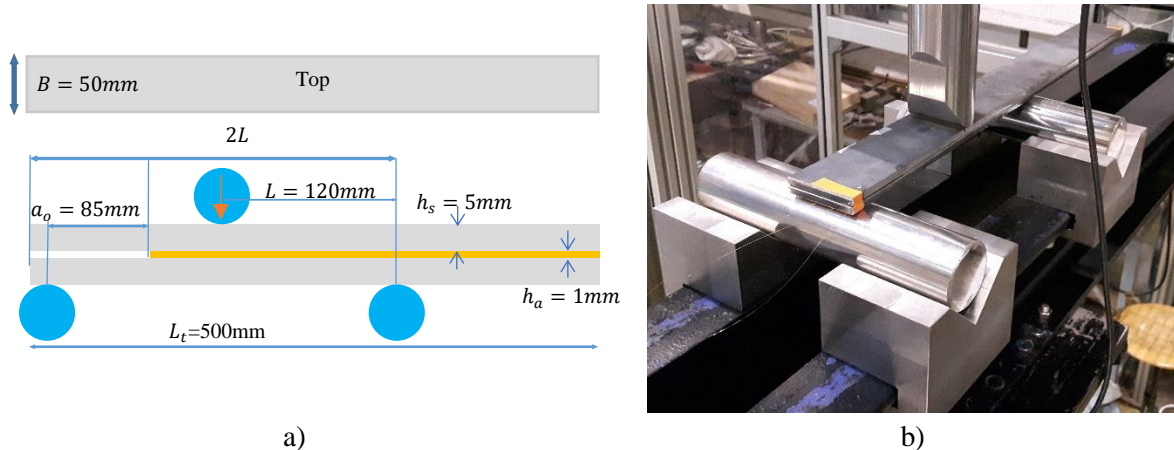 B = 50mm
Top
2L
L = 120mm
a_o = 85mm
h_s = 5mm
h_a = 1mm
L_t=500mm
a)
b)